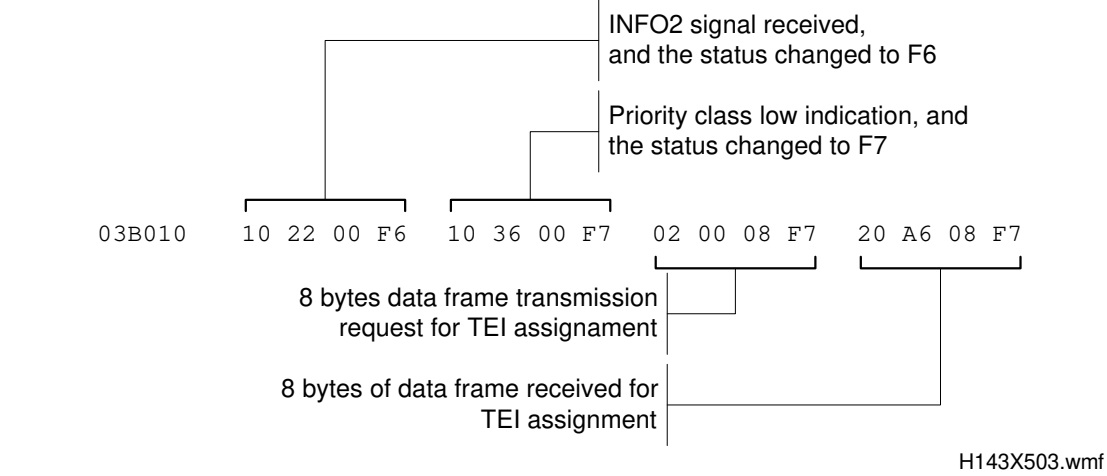 INFO2 signal received,
and the status changed to F6
Priority class low indication, and
the status changed to F7
03B010 10 22 00 F6 10 36 00 F7 02 00 08 F7 20 A6 08 F7
8 bytes data frame transmission
request for TEI assignament
8 bytes of data frame received for
TEI assignment
H143X503.wmf